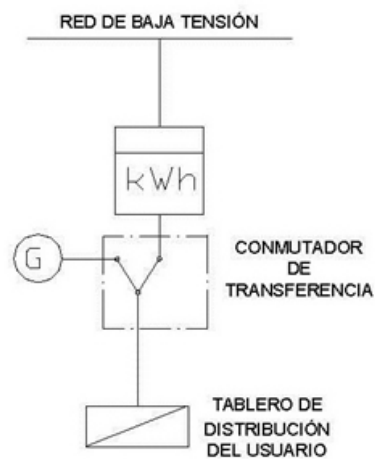 RED DE BAJA TENSIÓN
kWh
G
CONMUTADOR
DE
TRANSFERENCIA
TABLERO DE
DISTRIBUCIÓN
DEL USUARIO